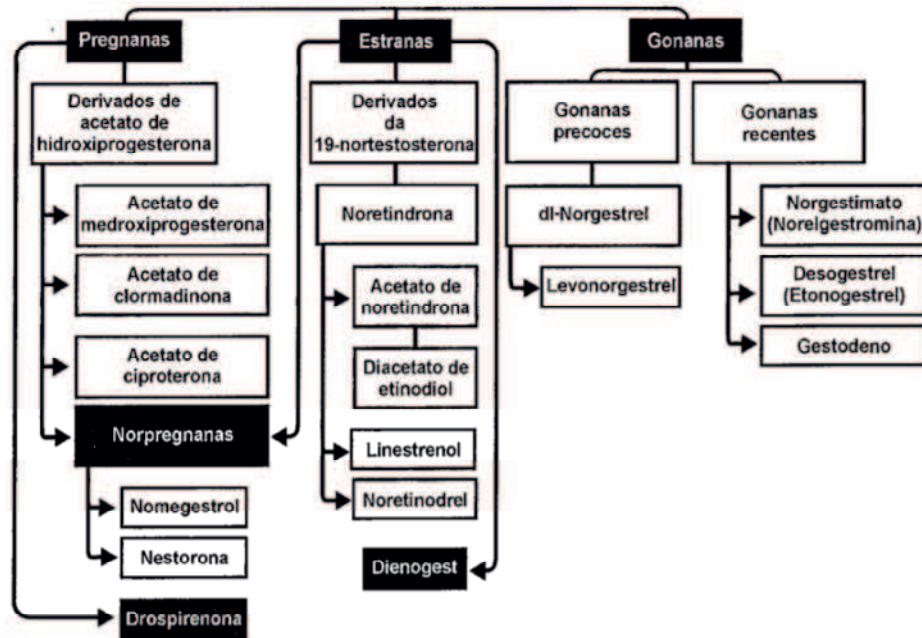 Pregnanas
Estranas
Gonanas
Derivados de
acetato de
hidroxiprogesterona
Derivados
da
19-nortestosterona
Gonanas
precoces
Gonanas
recentes
Acetato de
medroxiprogesterona
Noretindrona
dl-Norgestrel
Norgestimato
(Norelgestromina)
Acetato de
clormadinona
Acetato de
noretindrona
Levonorgestrel
Desogestrel
(Etonogestrel)
Acetato de
ciproterona
Diacetato de
etinodiol
Gestodeno
Norpregnanas
Linestrenol
Nomegestrol
Noretinodrel
Nestorona
Dienogest
Drospirenona